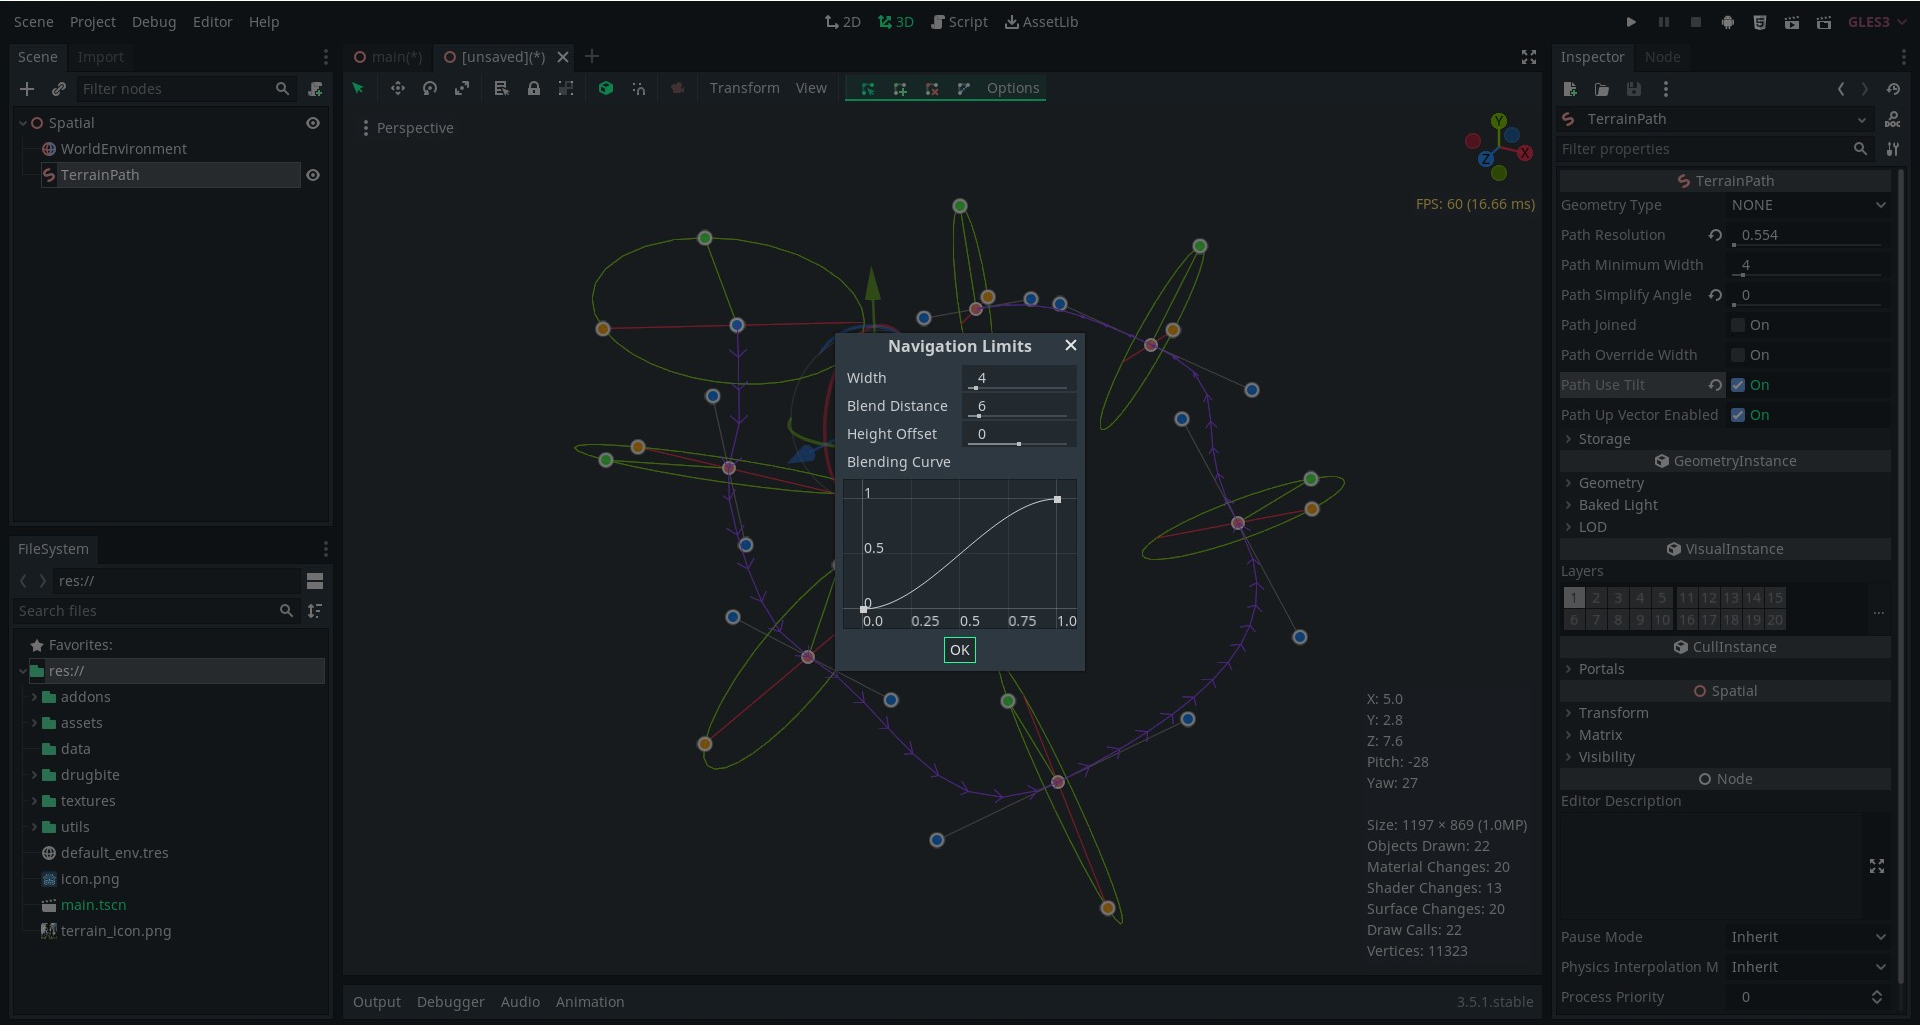 Scene Project Debug Editor Help
2D 3D Script AssetLib
GLES3
Scene Import
Filter nodes
Spatial
WorldEnvironment
TerrainPath
FileSystem
res://
Search files
Favorites:
res://
addons
assets
data
drugbite
textures
utils
default_env.tres
icon.png
main.tscn
terrain_icon.png
main(*) [unsaved](*)
Transform View Options
Perspective
Y
Z X
FPS: 60 (16.66 ms)
Navigation Limits
Width 4
Blend Distance 6
Height Offset 0
Blending Curve
1
0.5
0
0.0 0.25 0.5 0.75 1.0
OK
X: 5.0
Y: 2.8
Z: 7.6
Pitch: -28
Yaw: 27
Size: 1197 × 869 (1.0MP)
Objects Drawn: 22
Material Changes: 20
Shader Changes: 13
Surface Changes: 20
Draw Calls: 22
Vertices: 11323
Output Debugger Audio Animation
3.5.1.stable
Inspector Node
TerrainPath
DOC
Filter properties
TerrainPath
Geometry Type NONE
Path Resolution 0.554
Path Minimum Width 4
Path Simplify Angle 0
Path Joined On
Path Override Width On
Path Use Tilt On
Path Up Vector Enabled On
Storage
GeometryInstance
Geometry
Baked Light
LOD
VisualInstance
Layers
1 2 3 4 5 11 12 13 14 15
6 7 8 9 10 16 17 18 19 20
...
CullInstance
Portals
Spatial
Transform
Matrix
Visibility
Node
Editor Description
Pause Mode Inherit
Physics Interpolation M Inherit
Process Priority 0